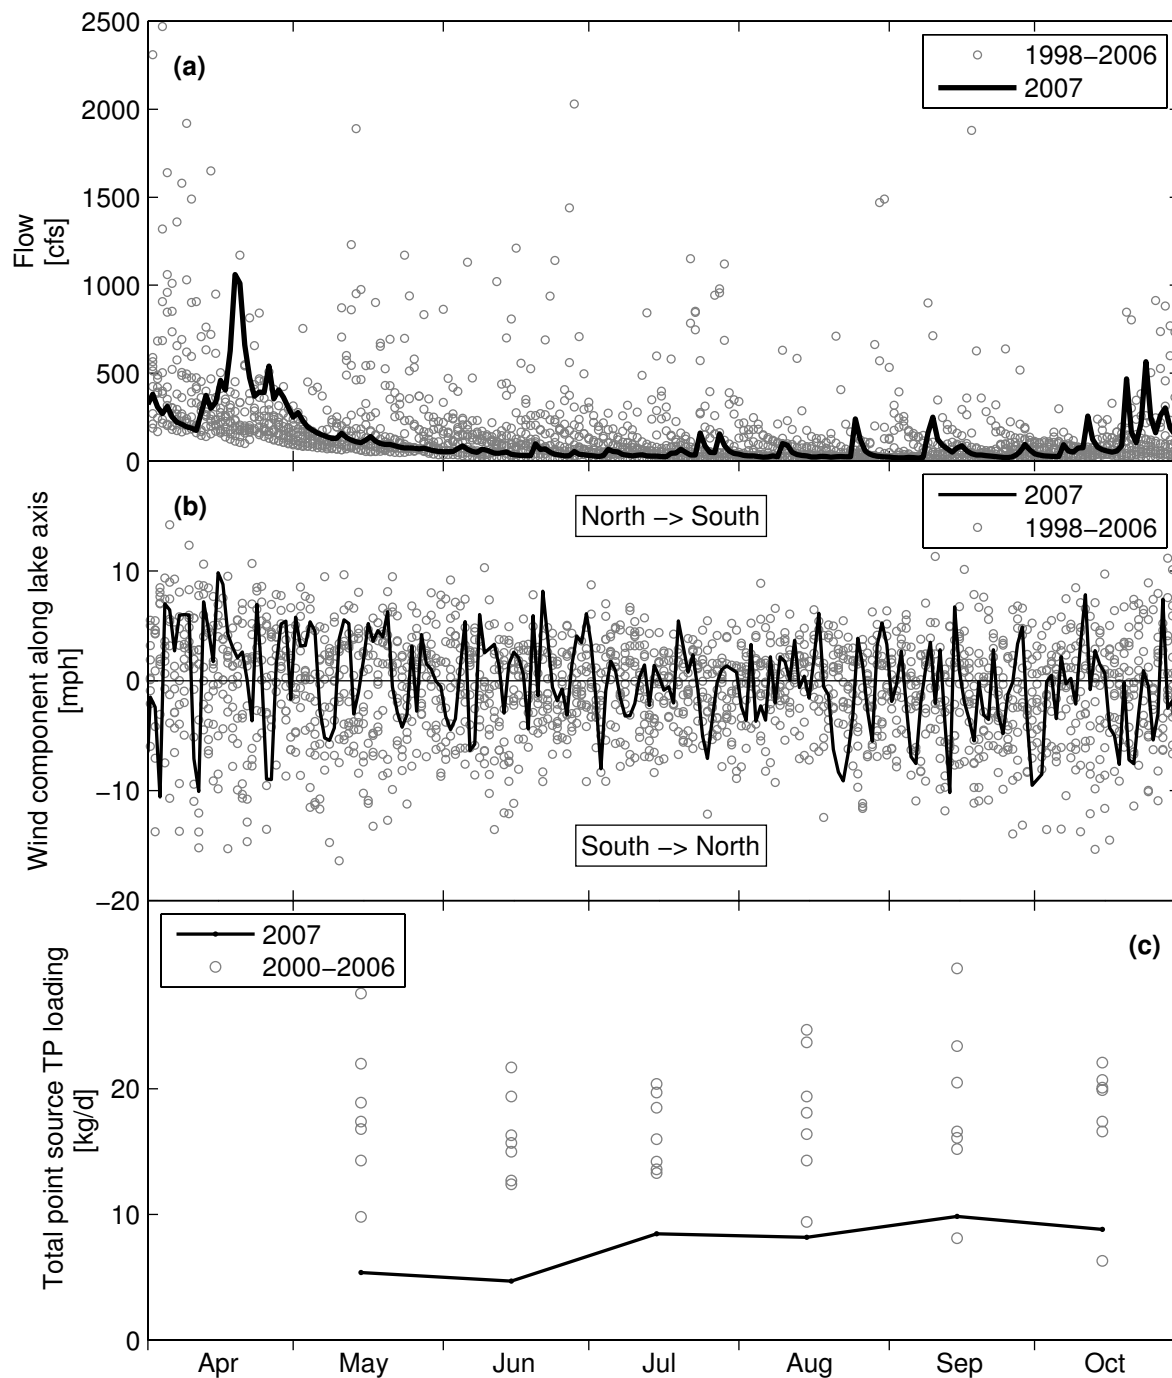 2500
2000
1500
1000
500
0
Flow
[cfs]
(a)
1998−2006
2007
10
0
−10
−20
Wind component along lake axis
[mph]
(b)
North −> South
2007
1998−2006
South −> North
20
10
0
Total point source TP loading
[kg/d]
2007
2000−2006
(c)
Apr May Jun Jul Aug Sep Oct